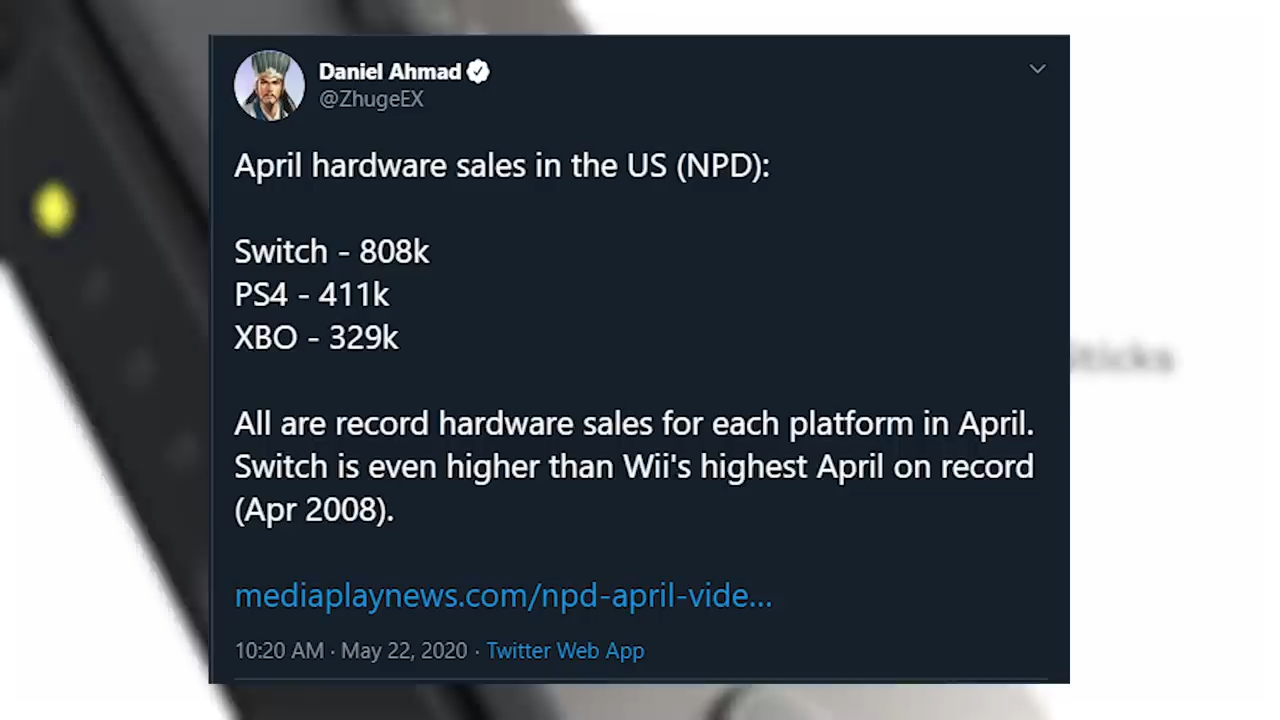 Daniel Ahmad
@ZhugeEX
April hardware sales in the US (NPD):
Switch - 808k
PS4 - 411k
XBO - 329k
All are record hardware sales for each platform in April.
Switch is even higher than Wii's highest April on record
(Apr 2008).
mediaplaynews.com/npd-april-vide...
10:20 AM · May 22, 2020 · Twitter Web App